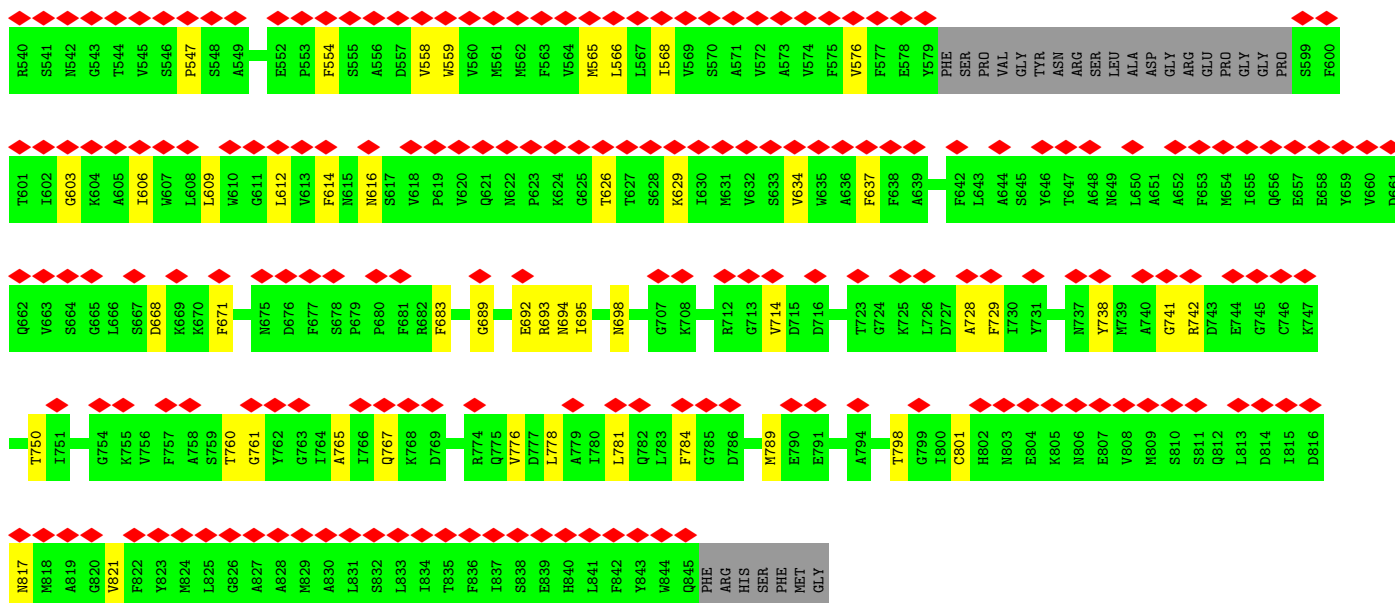 R540 S541 N542 G543 T544 V545 S546 P547 S548 A549 E552 P553 F554 S555 A556 D557 V558 W559 V560 M561 M562 F563 V564 M565 L566 L567 I568 V569 S570 A571 V572 A573 V574 F575 V576 F577 E578 Y579 PHE SER PRO VAL GLY TYR ASN ARG SER LEU ALA ASP GLY ARG GLU PRO GLY GLY PRO S599 F600
T601 I602 G603 K604 A605 I606 W607 L608 L609 W610 G611 L612 V613 F614 N615 N616 S617 V618 P619 V620 Q621 N622 P623 K624 G625 T626 T627 S628 K629 I630 M631 V632 S633 V634 W635 A636 F637 F638 A639 F642 L643 A644 S645 Y646 T647 A648 N649 L650 A651 A652 F653 M654 I655 Q656 E657 E658 Y659 V660 D661
Q662 V663 S664 G665 L666 S667 D668 K669 K670 F671 N675 D676 F677 S678 P679 P680 F681 R682 F683 G689 E692 R693 N694 I695 N698 G707 K708 R712 G713 V714 D715 D716 T723 G724 K725 L726 D727 A728 F729 I730 Y731 N737 Y738 M739 A740 G741 R742 D743 E744 G745 C746 K747
T750 I751 G754 K755 V756 F757 A758 S759 T760 G761 Y762 G763 I764 A765 I766 Q767 K768 D769 R774 Q775 V776 D777 L778 A779 I780 L781 Q782 L783 F784 G785 D786 M789 E790 E791 A794 T798 G799 I800 C801 H802 N803 E804 K805 N806 E807 V808 M809 S810 S811 Q812 L813 D814 I815 D816
N817 M818 A819 G820 V821 F822 Y823 M824 L825 G826 A827 A828 M829 A830 L831 S832 L833 I834 T835 F836 I837 S838 E839 H840 L841 F842 Y843 W844 Q845 PHE ARG HIS SER PHE MET GLY